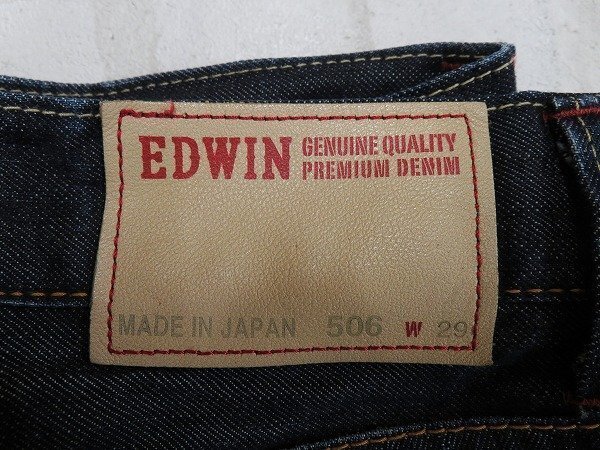 EDWIN GENUINE QUALITY
PREMIUM DENIM
MADE IN JAPAN 506 W 29